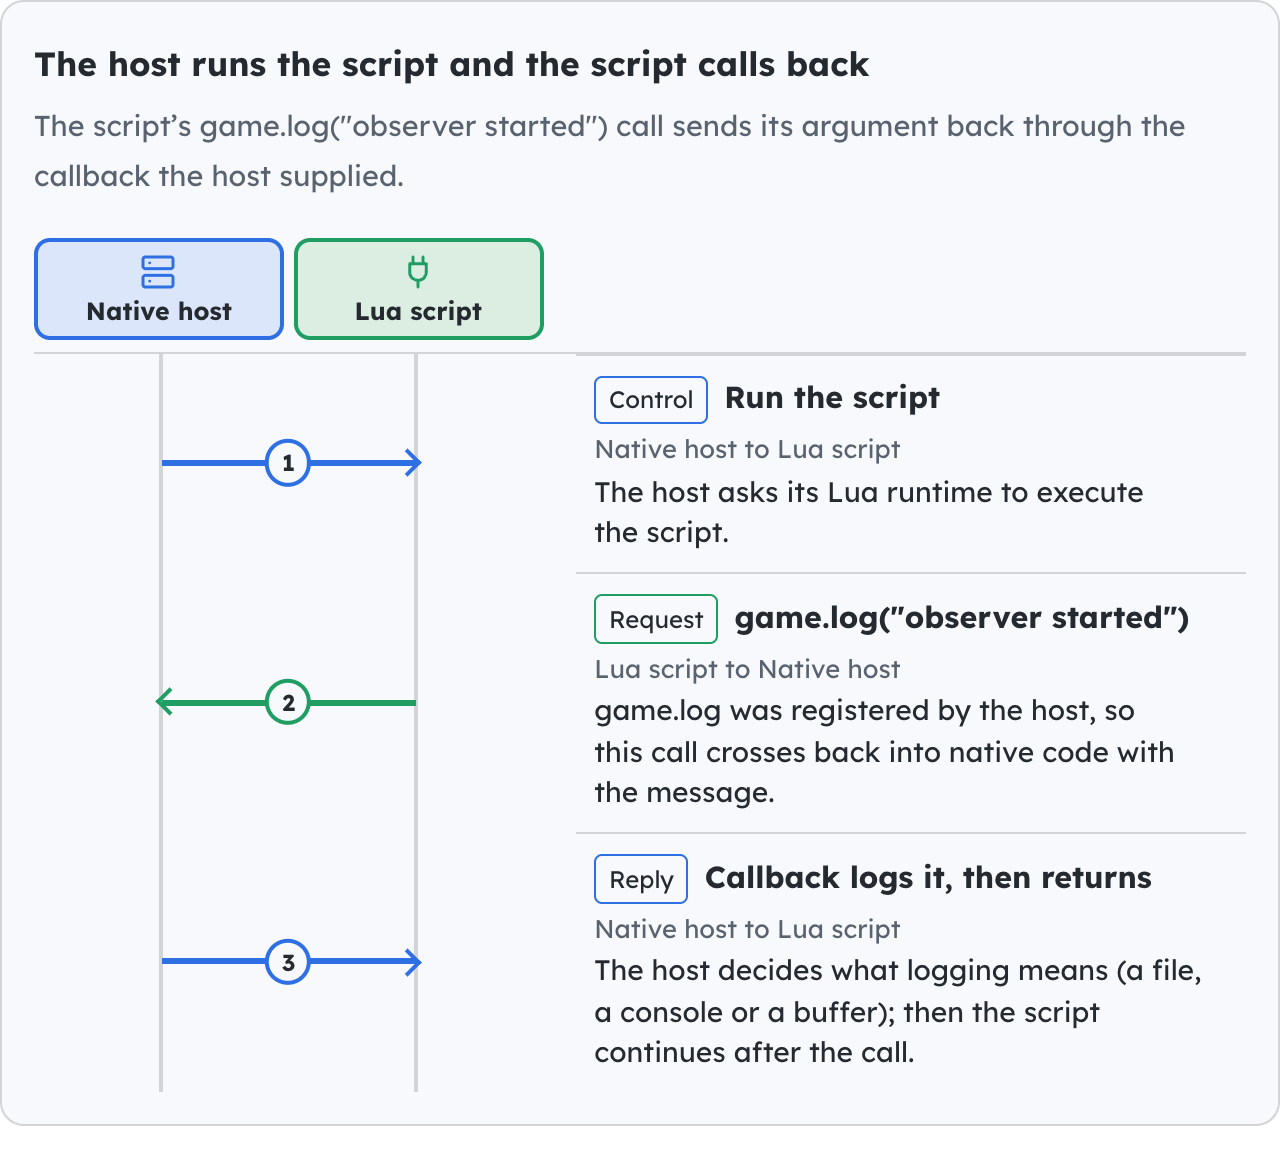 The host runs the script and the script calls back
The script’s game.log("observer started") call sends its argument back through the
callback the host supplied.
Native host
Lua script
Control
Run the script
Native host to Lua script
1
The host asks its Lua runtime to execute
the script.
Request
game.log("observer started")
Lua script to Native host
2
game.log was registered by the host, so
this call crosses back into native code with
the message.
Reply
Callback logs it, then returns
Native host to Lua script
3
The host decides what logging means (a file,
a console or a buffer); then the script
continues after the call.